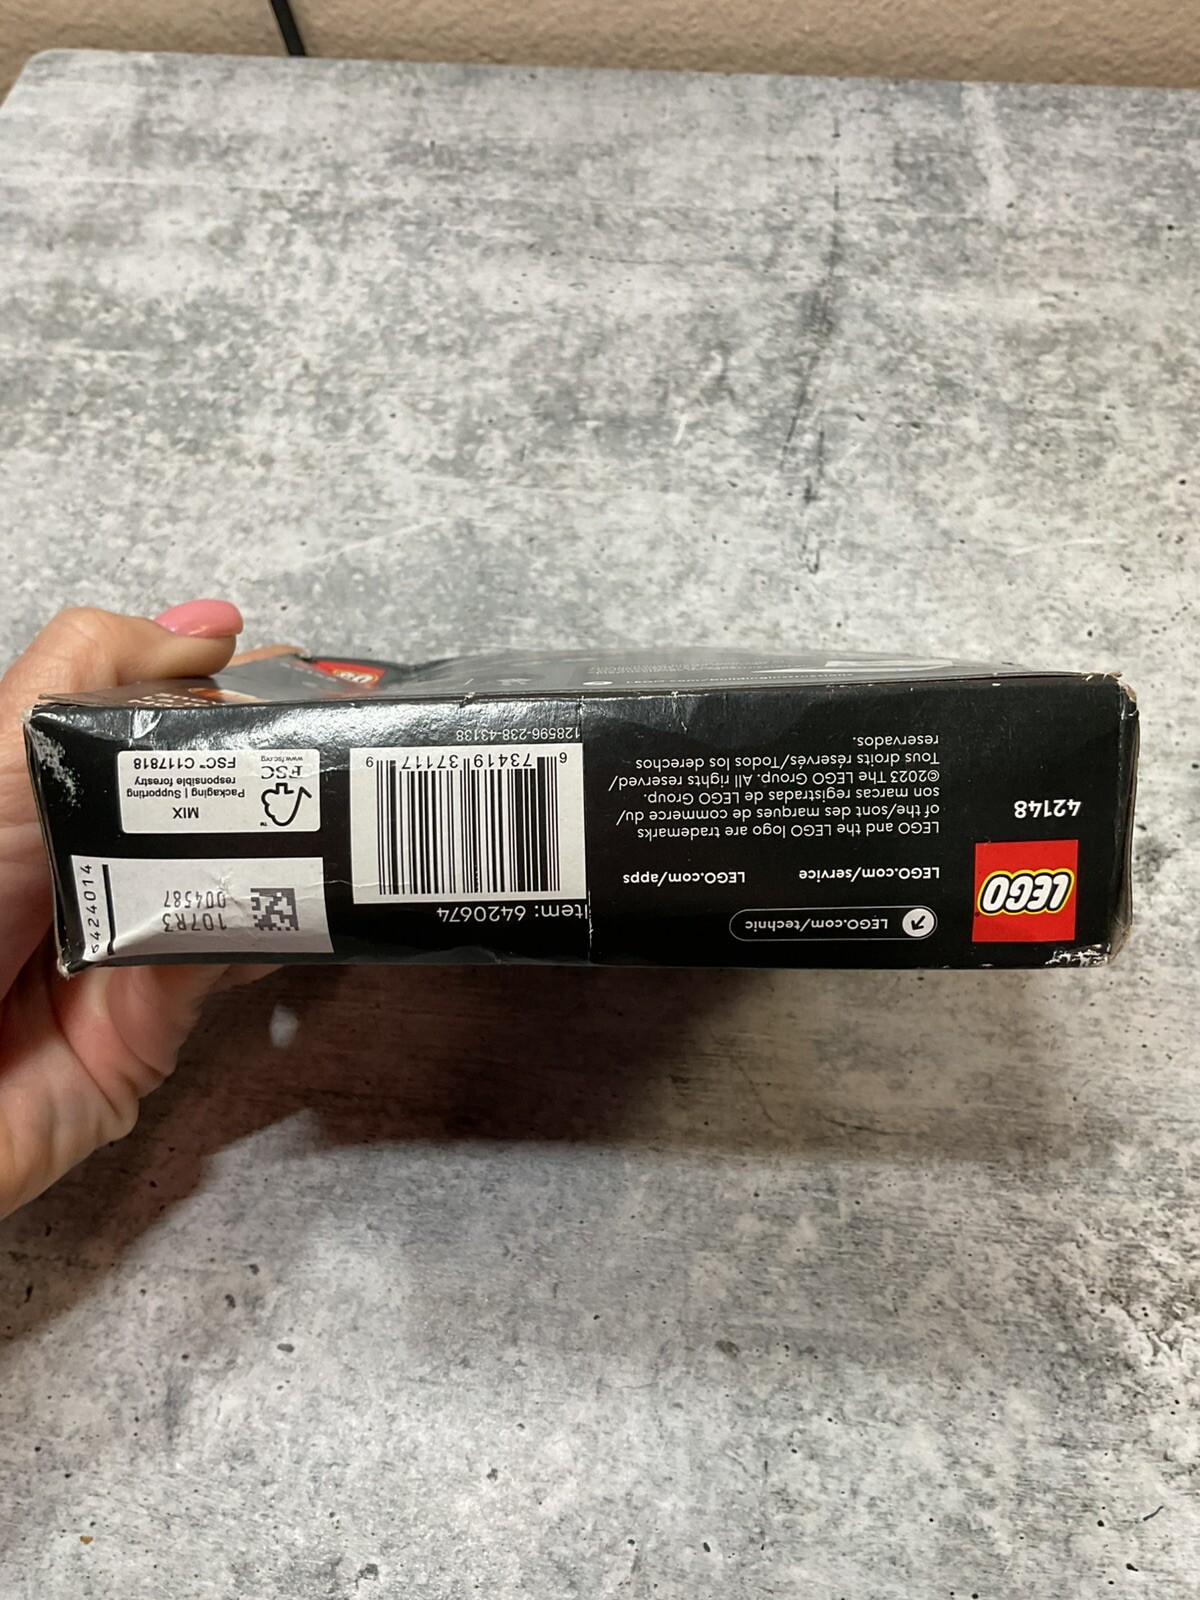 LEGO
42148
LEGO.com/technic
LEGO.com/service
LEGO.com/apps
LEGO and the LEGO logo are trademarks
of the/sont des marques de commerce du/
son marcas registradas de LEGO Group.
©2023 The LEGO Group. All rights reserved/
Tous droits réservés/Todos los derechos
reservados.
Item: 6420674
6 73419 37117 9
128596-238-43138
107R3
004587
6424014
FSC
www.fsc.org
MIX
Packaging | Supporting
responsible forestry
FSC™ C117818